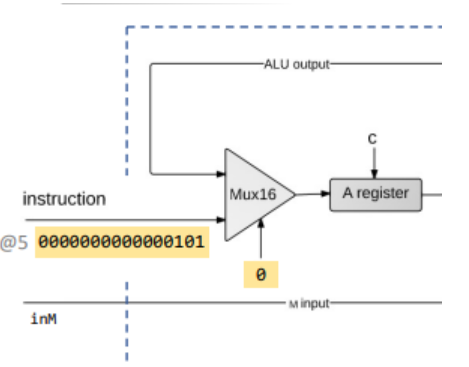 ALU output
c
Mux16
A register
instruction
@5 0000000000000101
0
M input
inM